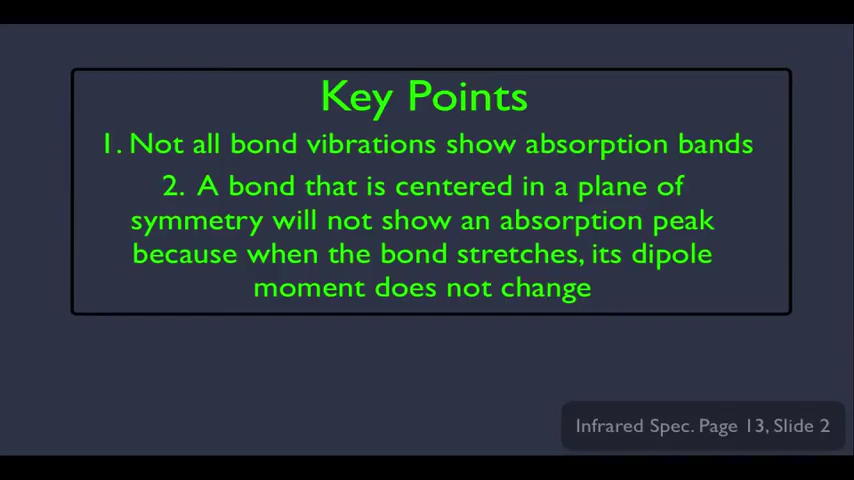 Key Points
1. Not all bond vibrations show absorption bands
2. A bond that is centered in a plane of
symmetry will not show an absorption peak
because when the bond stretches, its dipole
moment does not change
Infrared Spec. Page 13, Slide 2